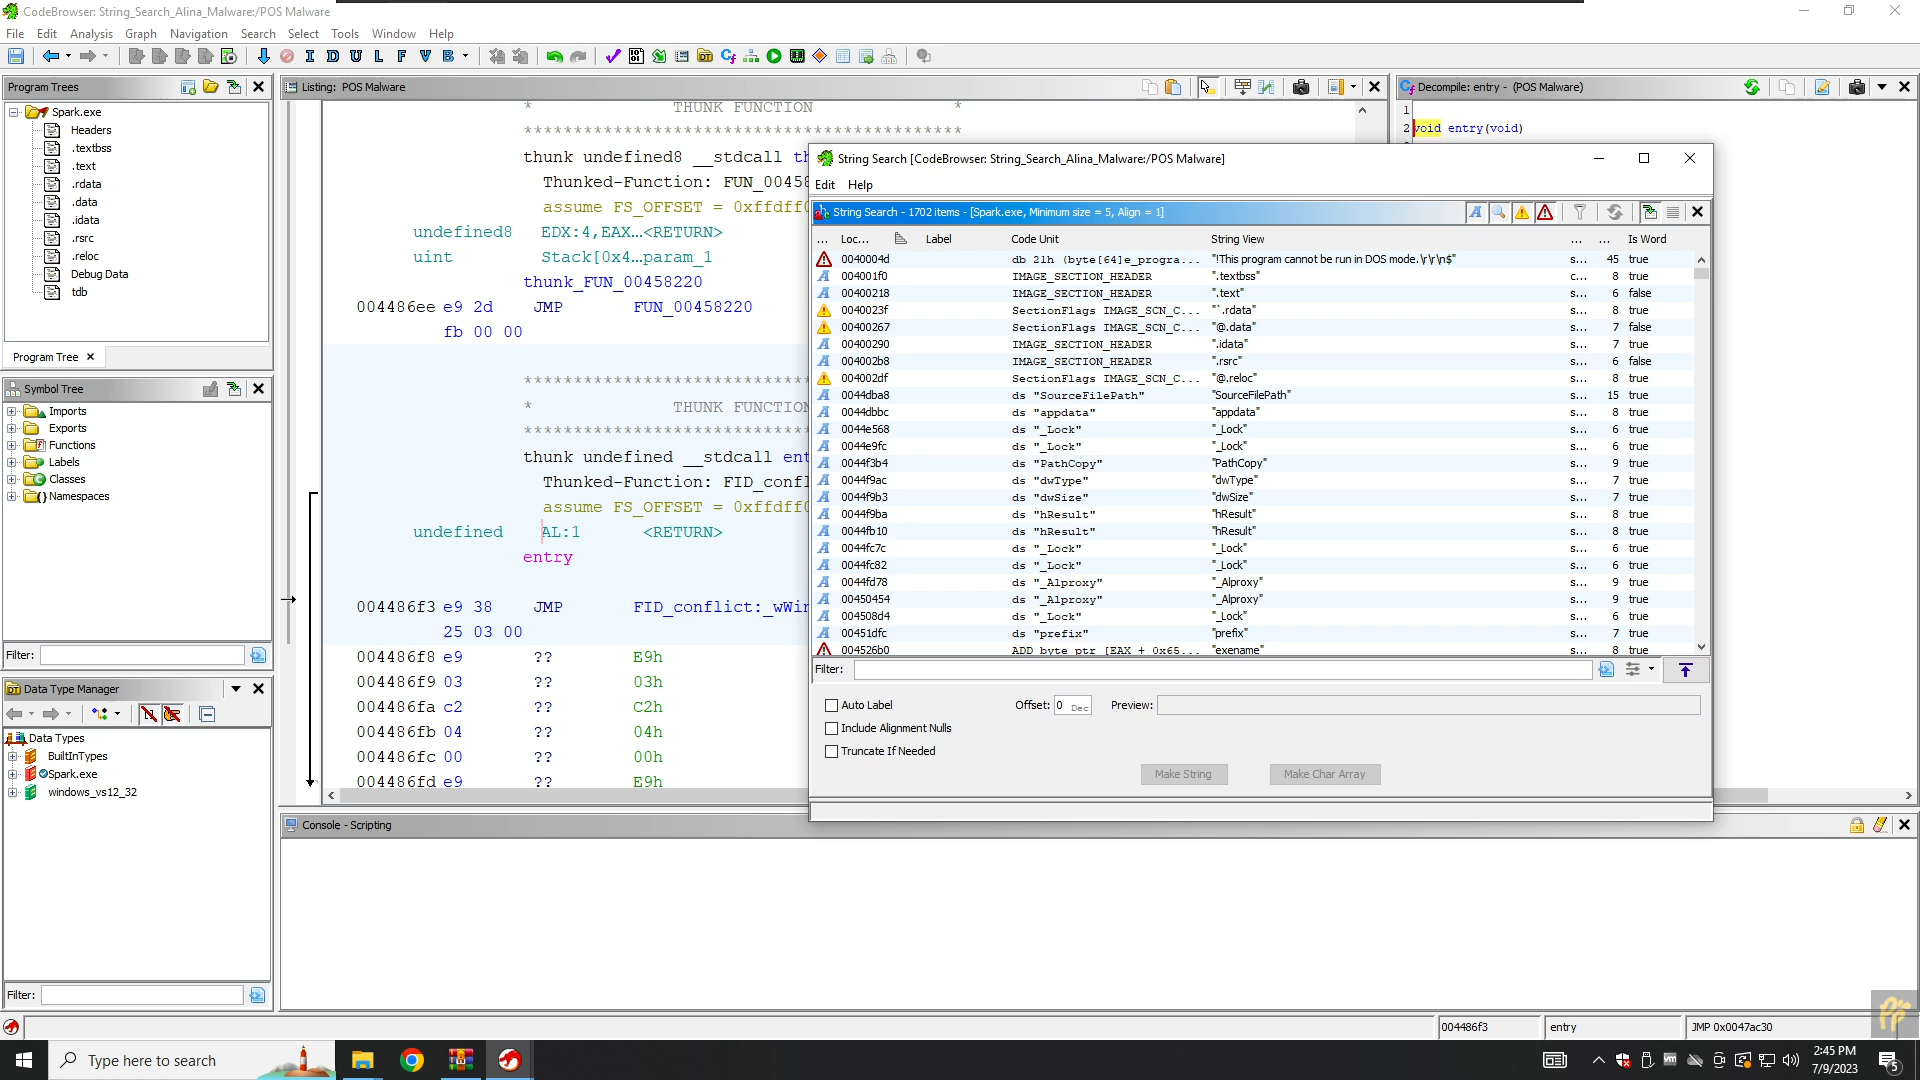 CodeBrowser: String_Search_Alina_Malware:/POS Malware
File Edit Analysis Graph Navigation Search Select Tools Window Help
I D U L F V B
Program Trees
Spark.exe
Headers
.textbss
.text
.rdata
.data
.idata
.rsrc
.reloc
Debug Data
tdb
Program Tree
Symbol Tree
Imports
Exports
Functions
Labels
Classes
Namespaces
Filter:
Data Type Manager
Data Types
BuiltInTypes
Spark.exe
windows_vs12_32
Filter:
Listing: POS Malware
* THUNK FUNCTION *
********************************************
thunk undefined8 __stdcall th
Thunked-Function: FUN_00458
assume FS_OFFSET = 0xffdff0
undefined8 EDX:4,EAX...<RETURN>
uint Stack[0x4...param_1
thunk_FUN_00458220
004486ee e9 2d JMP FUN_00458220
fb 00 00
*****************************
* THUNK FUNCTION
*****************************
thunk undefined __stdcall ent
Thunked-Function: FID_confl
assume FS_OFFSET = 0xffdff0
undefined AL:1 <RETURN>
entry
004486f3 e9 38 JMP FID_conflict:_wWin
25 03 00
004486f8 e9 ?? E9h
004486f9 03 ?? 03h
004486fa c2 ?? C2h
004486fb 04 ?? 04h
004486fc 00 ?? 00h
004486fd e9 ?? E9h
Decompile: entry - (POS Malware)
1
2 void entry(void)
String Search [CodeBrowser: String_Search_Alina_Malware:/POS Malware]
Edit Help
String Search - 1702 items - [Spark.exe, Minimum size = 5, Align = 1]
... Loc... Label Code Unit String View ... ... Is Word
0040004d db 21h (byte[64]e_progra... "!This program cannot be run in DOS mode.\r\r\n$" s... 45 true
004001f0 IMAGE_SECTION_HEADER ".textbss" c... 8 true
00400218 IMAGE_SECTION_HEADER ".text" s... 6 false
0040023f SectionFlags IMAGE_SCN_C... "`.rdata" s... 8 true
00400267 SectionFlags IMAGE_SCN_C... "@.data" s... 7 false
00400290 IMAGE_SECTION_HEADER ".idata" s... 7 true
004002b8 IMAGE_SECTION_HEADER ".rsrc" s... 6 false
004002df SectionFlags IMAGE_SCN_C... "@.reloc" s... 8 true
0044dba8 ds "SourceFilePath" "SourceFilePath" s... 15 true
0044dbbc ds "appdata" "appdata" s... 8 true
0044e568 ds "_Lock" "_Lock" s... 6 true
0044e9fc ds "_Lock" "_Lock" s... 6 true
0044f3b4 ds "PathCopy" "PathCopy" s... 9 true
0044f9ac ds "dwType" "dwType" s... 7 true
0044f9b3 ds "dwSize" "dwSize" s... 7 true
0044f9ba ds "hResult" "hResult" s... 8 true
0044fb10 ds "hResult" "hResult" s... 8 true
0044fc7c ds "_Lock" "_Lock" s... 6 true
0044fc82 ds "_Lock" "_Lock" s... 6 true
0044fd78 ds "_Alproxy" "_Alproxy" s... 9 true
00450454 ds "_Alproxy" "_Alproxy" s... 9 true
004508d4 ds "_Lock" "_Lock" s... 6 true
00451dfc ds "prefix" "prefix" s... 7 true
004526b0 ADD byte ptr [EAX + 0x65... "exename" s... 8 true
Filter:
Auto Label Offset: 0 Dec Preview:
Include Alignment Nulls
Truncate If Needed
Make String Make Char Array
Console - Scripting
004486f3 entry JMP 0x0047ac30
Type here to search
2:45 PM
7/9/2023
5